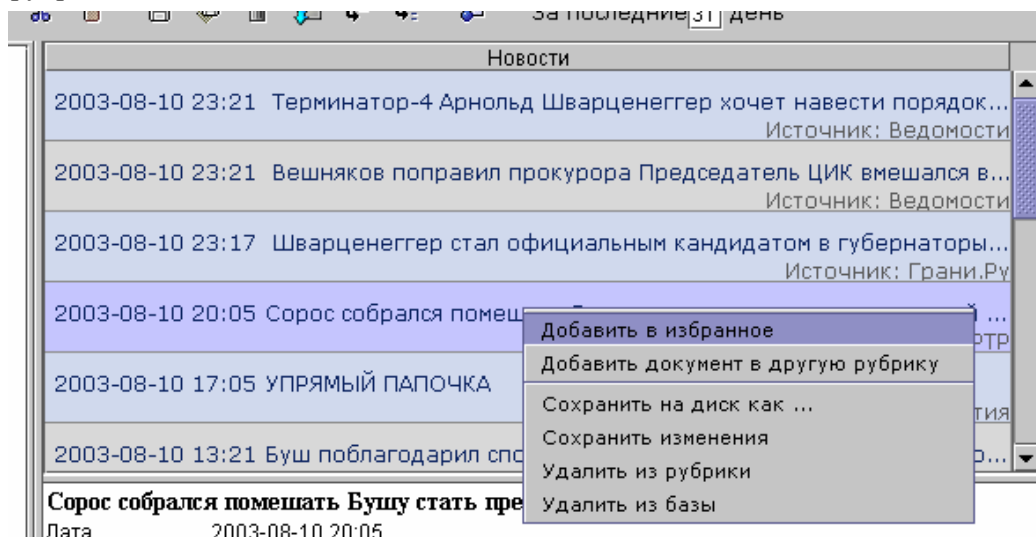 За последние 31 день
Новости
2003-08-10 23:21 Терминатор-4 Арнольд Шварценеггер хочет навести порядок...
Источник: Ведомости
2003-08-10 23:21 Вешняков поправил прокурора Председатель ЦИК вмешался в...
Источник: Ведомости
2003-08-10 23:17 Шварценеггер стал официальным кандидатом в губернаторы...
Источник: Грани.Ру
2003-08-10 20:05 Сорос собрался
Добавить в избранное
Добавить документ в другую рубрику
2003-08-10 17:05 УПРЯМЫЙ ПАПОЧКА
Сохранить на диск как ...
Сохранить изменения
2003-08-10 13:21 Буш поблагодарил
Удалить из рубрики
Удалить из базы
Сорос собрался помешать Бушу стать
Дата 2003-08-10 20:05